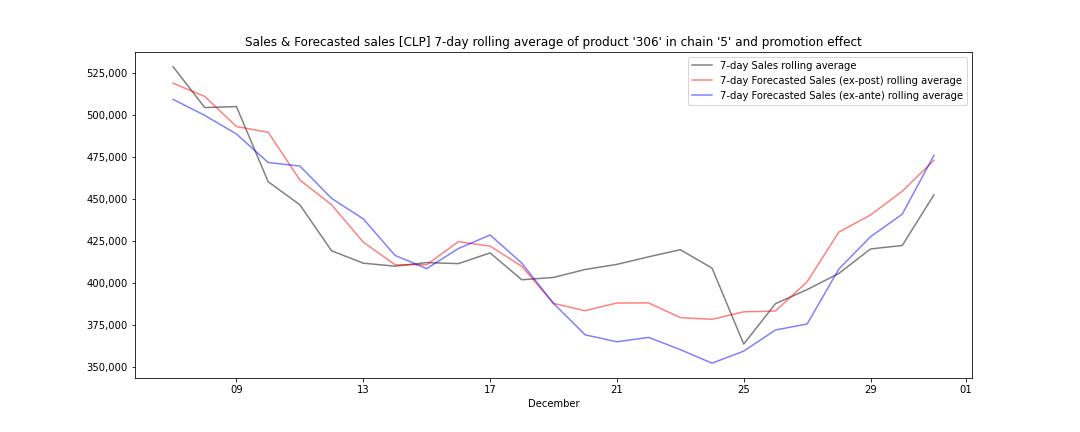 Sales & Forecasted sales [CLP] 7-day rolling average of product '306' in chain '5' and promotion effect
7-day Sales rolling average
7-day Forecasted Sales (ex-post) rolling average
7-day Forecasted Sales (ex-ante) rolling average
525,000
500,000
475,000
450,000
425,000
400,000
375,000
350,000
09 13 17 21 25 29 01
December